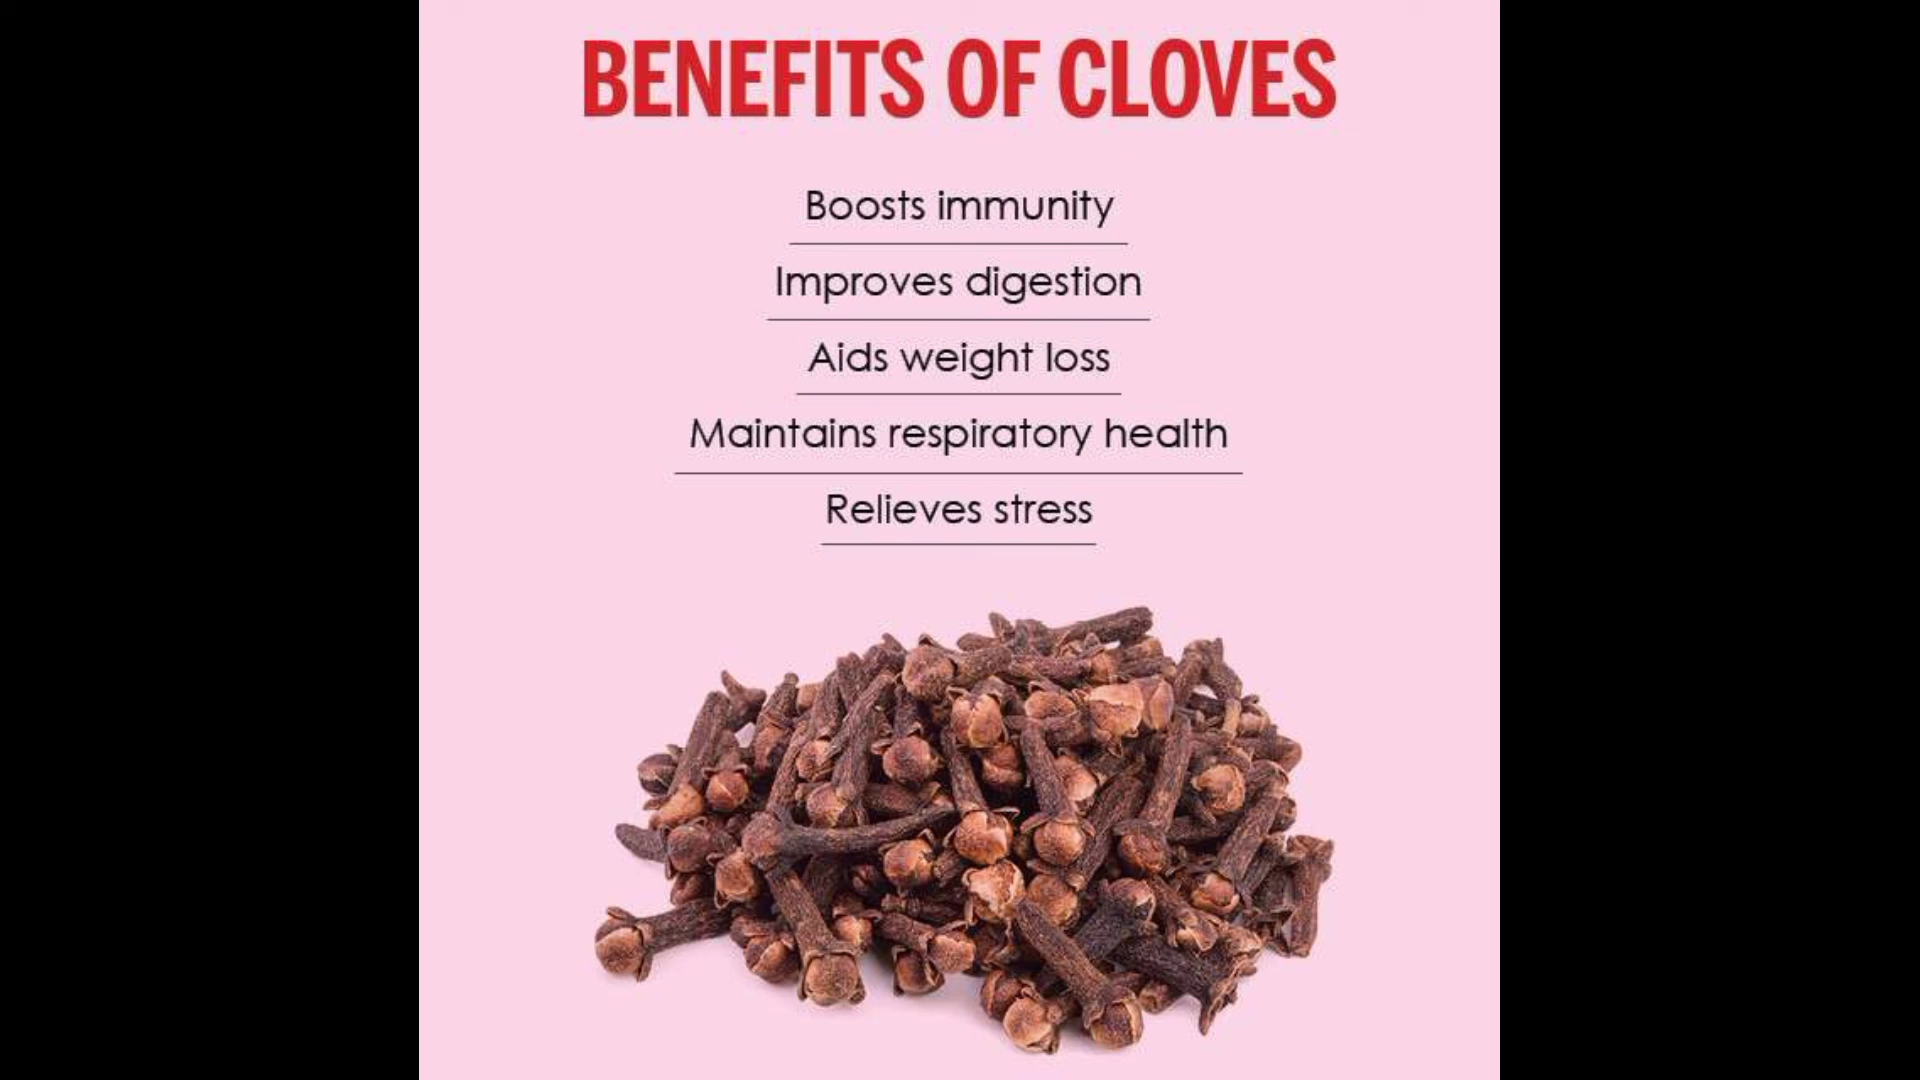 BENEFITS OF CLOVES
Boosts immunity
Improves digestion
Aids weight loss
Maintains respiratory health
Relieves stress